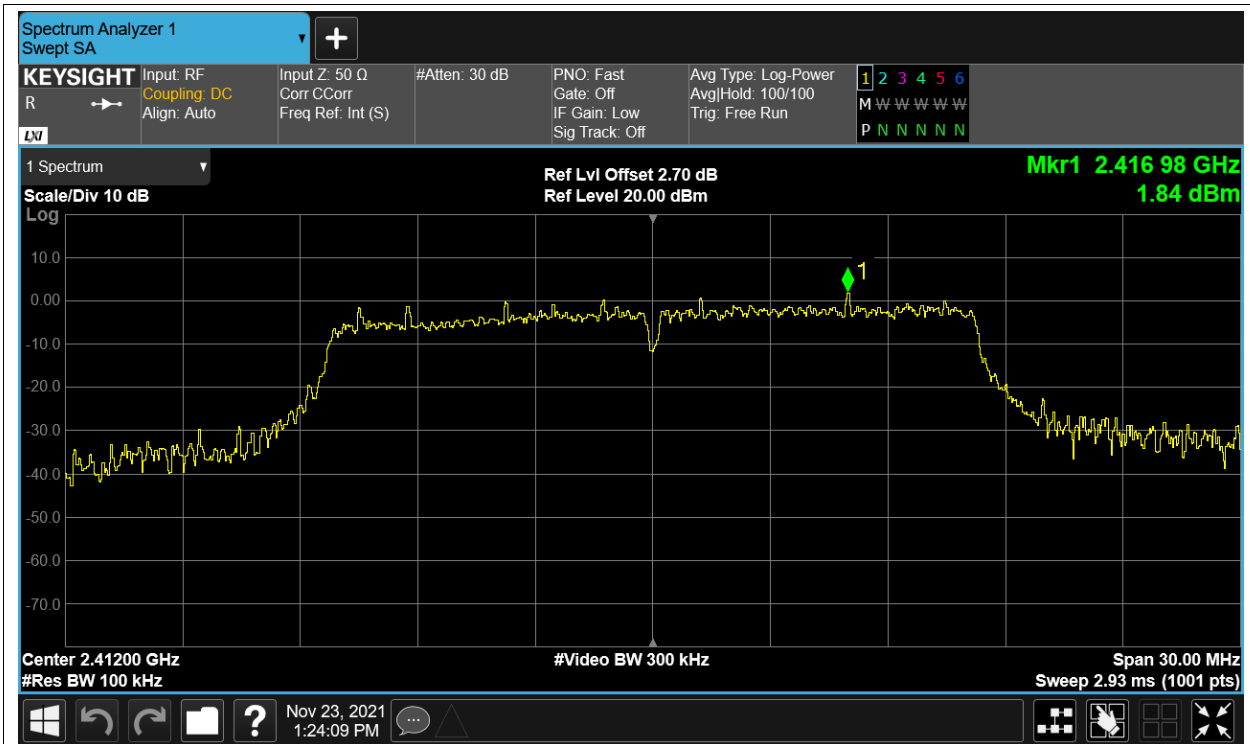 Spectrum Analyzer 1
Swept SA
KEYSIGHT
R
LXI
Input: RF
Coupling: DC
Align: Auto
Input Z: 50 Ω
Corr CCorr
Freq Ref: Int (S)
#Atten: 30 dB
PNO: Fast
Gate: Off
IF Gain: Low
Sig Track: Off
Avg Type: Log-Power
Avg|Hold: 100/100
Trig: Free Run
1 2 3 4 5 6
M W W W W W
P N N N N N
1 Spectrum
Scale/Div 10 dB
Log
Ref Lvl Offset 2.70 dB
Ref Level 20.00 dBm
Mkr1 2.416 98 GHz
1.84 dBm
1
10.0
0.00
-10.0
-20.0
-30.0
-40.0
-50.0
-60.0
-70.0
Center 2.41200 GHz
#Res BW 100 kHz
#Video BW 300 kHz
Span 30.00 MHz
Sweep 2.93 ms (1001 pts)
?
Nov 23, 2021
1:24:09 PM